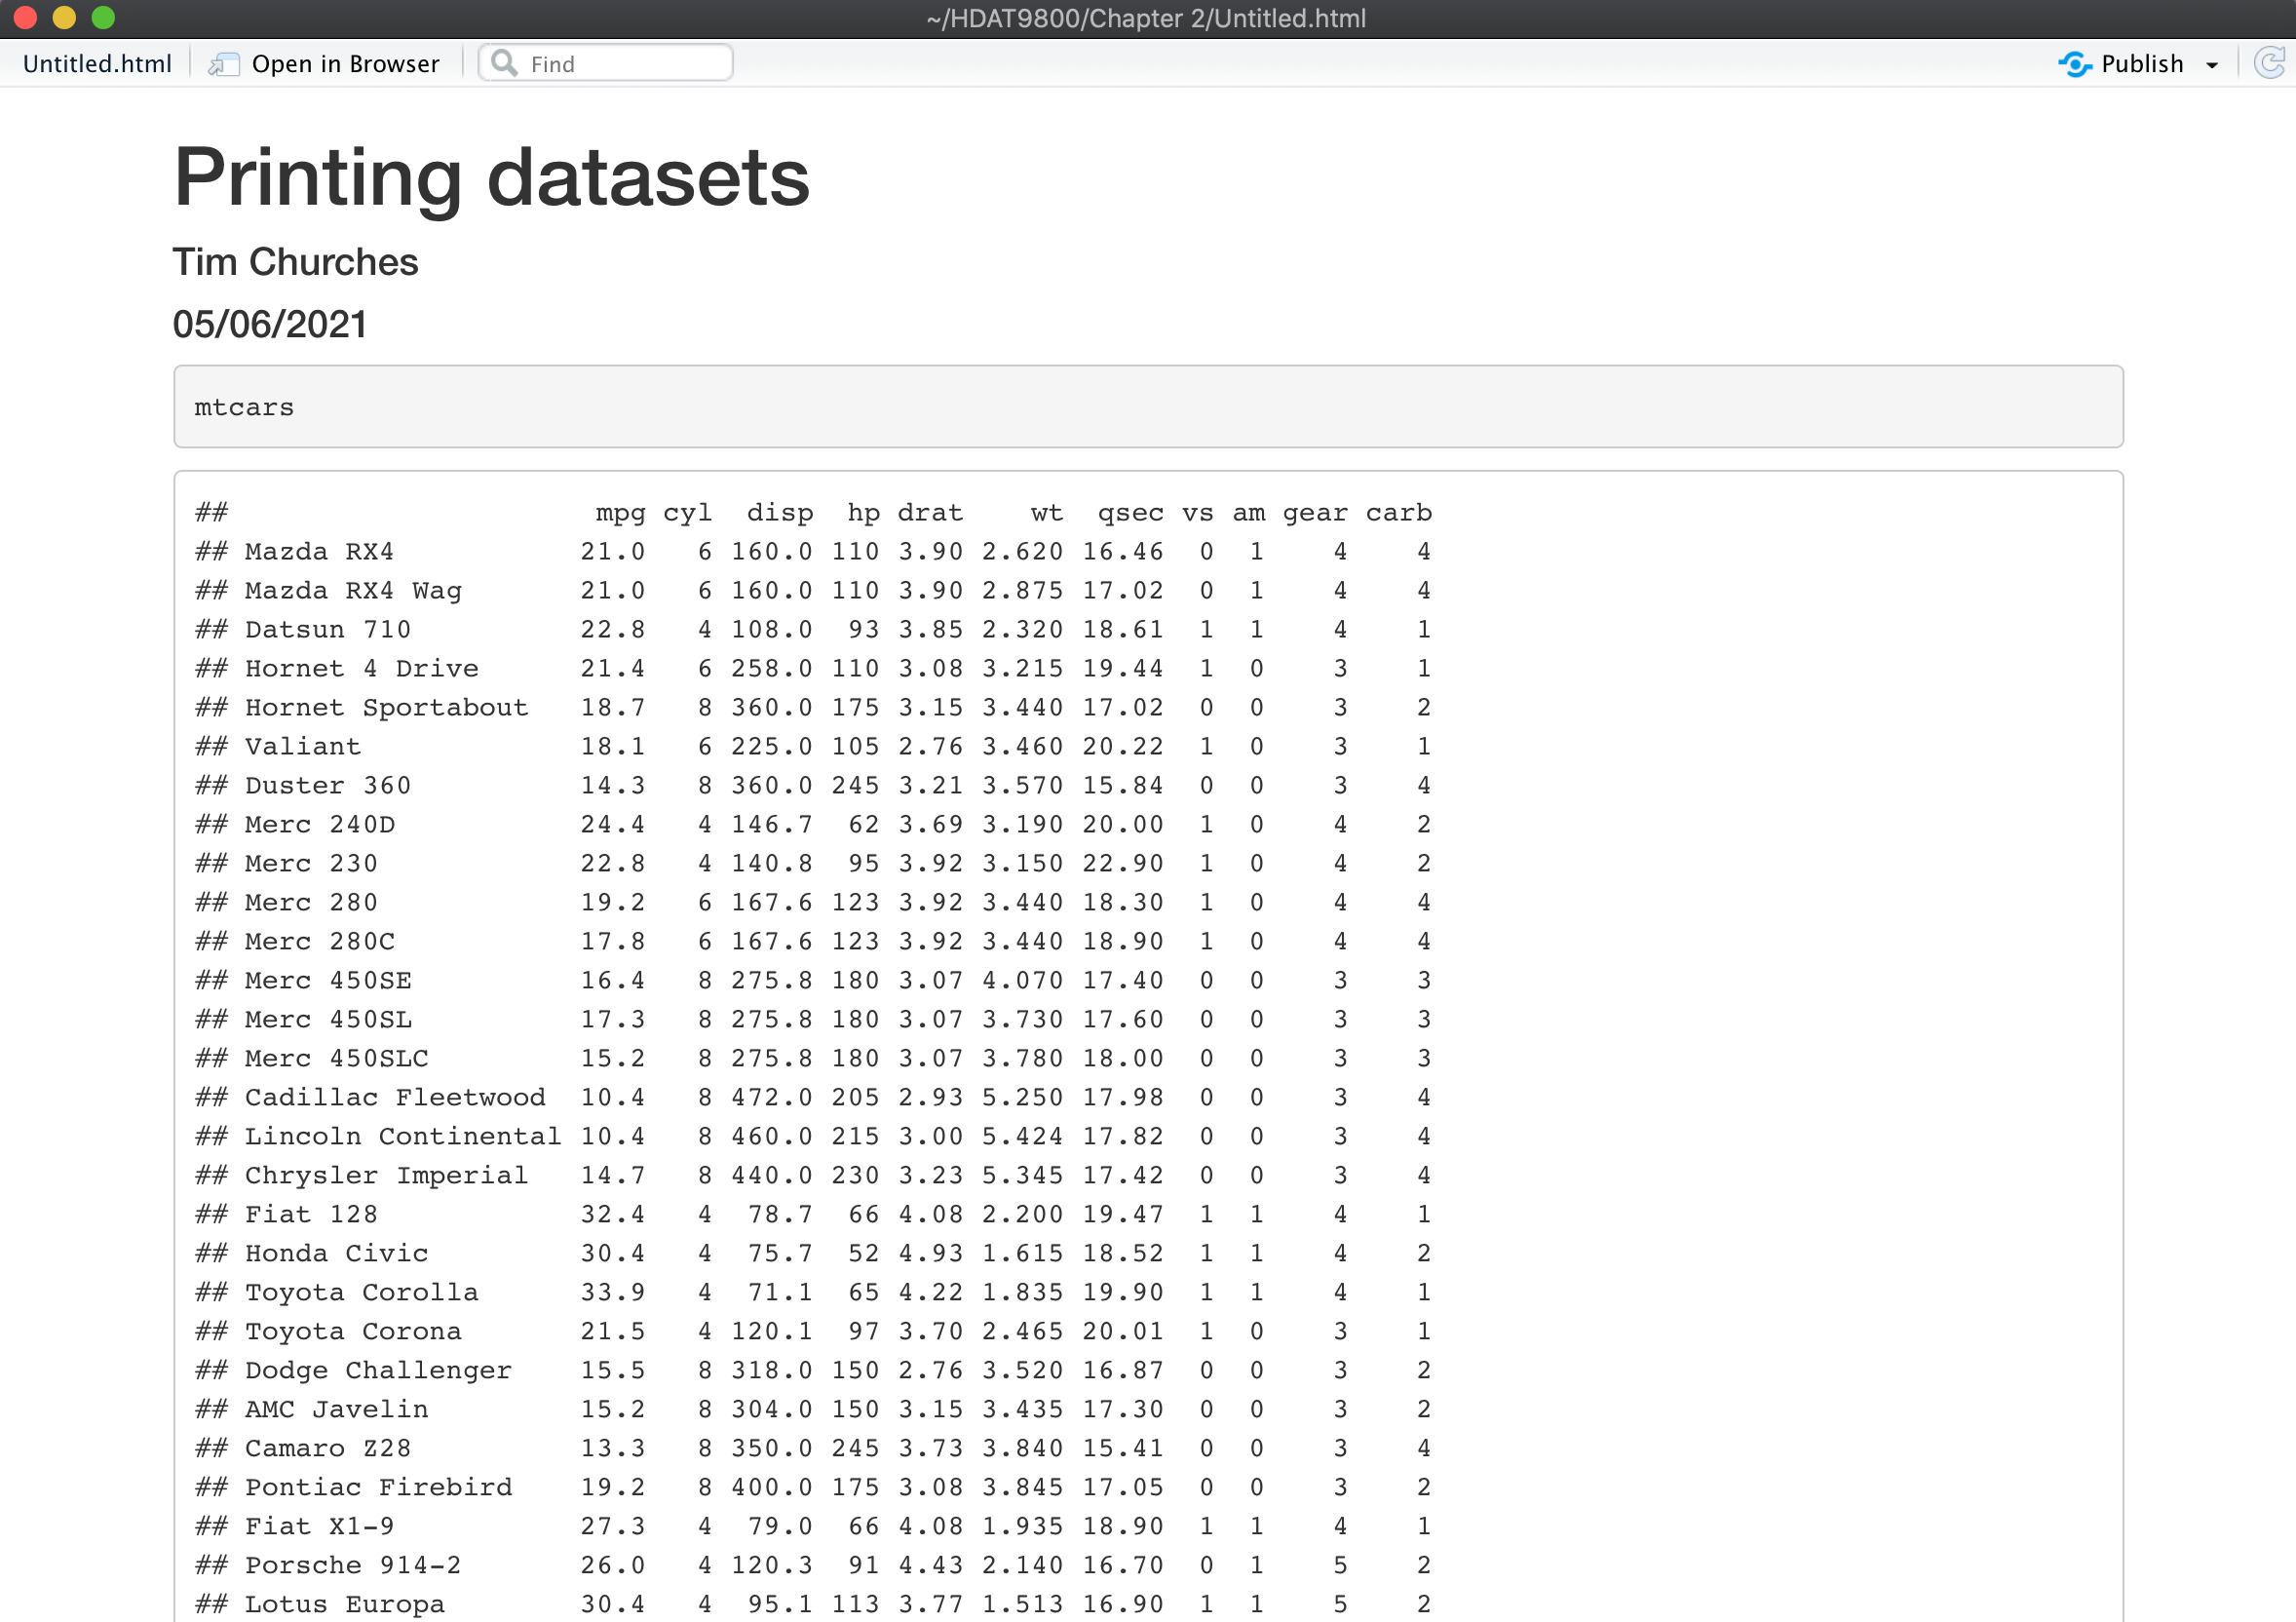 ~/HDAT9800/Chapter 2/Untitled.html
Untitled.html Open in Browser Find Publish
Printing datasets
Tim Churches
05/06/2021
mtcars
##                      mpg cyl  disp  hp drat    wt  qsec vs am gear carb
## Mazda RX4           21.0   6 160.0 110 3.90 2.620 16.46  0  1    4    4
## Mazda RX4 Wag       21.0   6 160.0 110 3.90 2.875 17.02  0  1    4    4
## Datsun 710          22.8   4 108.0  93 3.85 2.320 18.61  1  1    4    1
## Hornet 4 Drive      21.4   6 258.0 110 3.08 3.215 19.44  1  0    3    1
## Hornet Sportabout   18.7   8 360.0 175 3.15 3.440 17.02  0  0    3    2
## Valiant             18.1   6 225.0 105 2.76 3.460 20.22  1  0    3    1
## Duster 360          14.3   8 360.0 245 3.21 3.570 15.84  0  0    3    4
## Merc 240D           24.4   4 146.7  62 3.69 3.190 20.00  1  0    4    2
## Merc 230            22.8   4 140.8  95 3.92 3.150 22.90  1  0    4    2
## Merc 280            19.2   6 167.6 123 3.92 3.440 18.30  1  0    4    4
## Merc 280C           17.8   6 167.6 123 3.92 3.440 18.90  1  0    4    4
## Merc 450SE          16.4   8 275.8 180 3.07 4.070 17.40  0  0    3    3
## Merc 450SL          17.3   8 275.8 180 3.07 3.730 17.60  0  0    3    3
## Merc 450SLC         15.2   8 275.8 180 3.07 3.780 18.00  0  0    3    3
## Cadillac Fleetwood  10.4   8 472.0 205 2.93 5.250 17.98  0  0    3    4
## Lincoln Continental 10.4   8 460.0 215 3.00 5.424 17.82  0  0    3    4
## Chrysler Imperial   14.7   8 440.0 230 3.23 5.345 17.42  0  0    3    4
## Fiat 128            32.4   4  78.7  66 4.08 2.200 19.47  1  1    4    1
## Honda Civic         30.4   4  75.7  52 4.93 1.615 18.52  1  1    4    2
## Toyota Corolla      33.9   4  71.1  65 4.22 1.835 19.90  1  1    4    1
## Toyota Corona       21.5   4 120.1  97 3.70 2.465 20.01  1  0    3    1
## Dodge Challenger    15.5   8 318.0 150 2.76 3.520 16.87  0  0    3    2
## AMC Javelin         15.2   8 304.0 150 3.15 3.435 17.30  0  0    3    2
## Camaro Z28          13.3   8 350.0 245 3.73 3.840 15.41  0  0    3    4
## Pontiac Firebird    19.2   8 400.0 175 3.08 3.845 17.05  0  0    3    2
## Fiat X1-9           27.3   4  79.0  66 4.08 1.935 18.90  1  1    4    1
## Porsche 914-2       26.0   4 120.3  91 4.43 2.140 16.70  0  1    5    2
## Lotus Europa        30.4   4  95.1 113 3.77 1.513 16.90  1  1    5    2